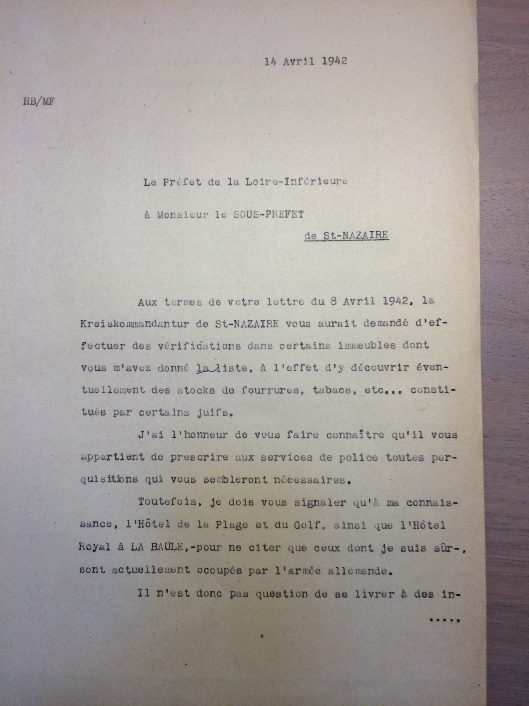 14 Avril 1942
RB/MF
Le Préfet de la Loire-Inférieure
à Monsieur le SOUS-PREFET
de St-NAZAIRE
Aux termes de votre lettre du 8 Avril 1942, la
Kreiskommandantur de St-NAZAIRE vous aurait demandé d'ef-
fectuer des vérifications dans certains immeubles dont
vous m'avez donné la liste, à l'effet d'y découvrir éven-
tuellement des stocks de fourrures, tabacs, etc... consti-
tués par certains juifs.
J'ai l'honneur de vous faire connaître qu'il vous
appartient de prescrire aux services de police toutes per-
quisitions qui vous sembleront nécessaires.
Toutefois, je dois vous signaler qu'à ma connais-
sance, l'Hôtel de la Plage et du Golf, ainsi que l'Hôtel
Royal à LA BAULE,-pour ne citer que ceux dont je suis sûr-,
sont actuellement occupés par l'armée allemande.
Il n'est donc pas question de se livrer à des in-
.....